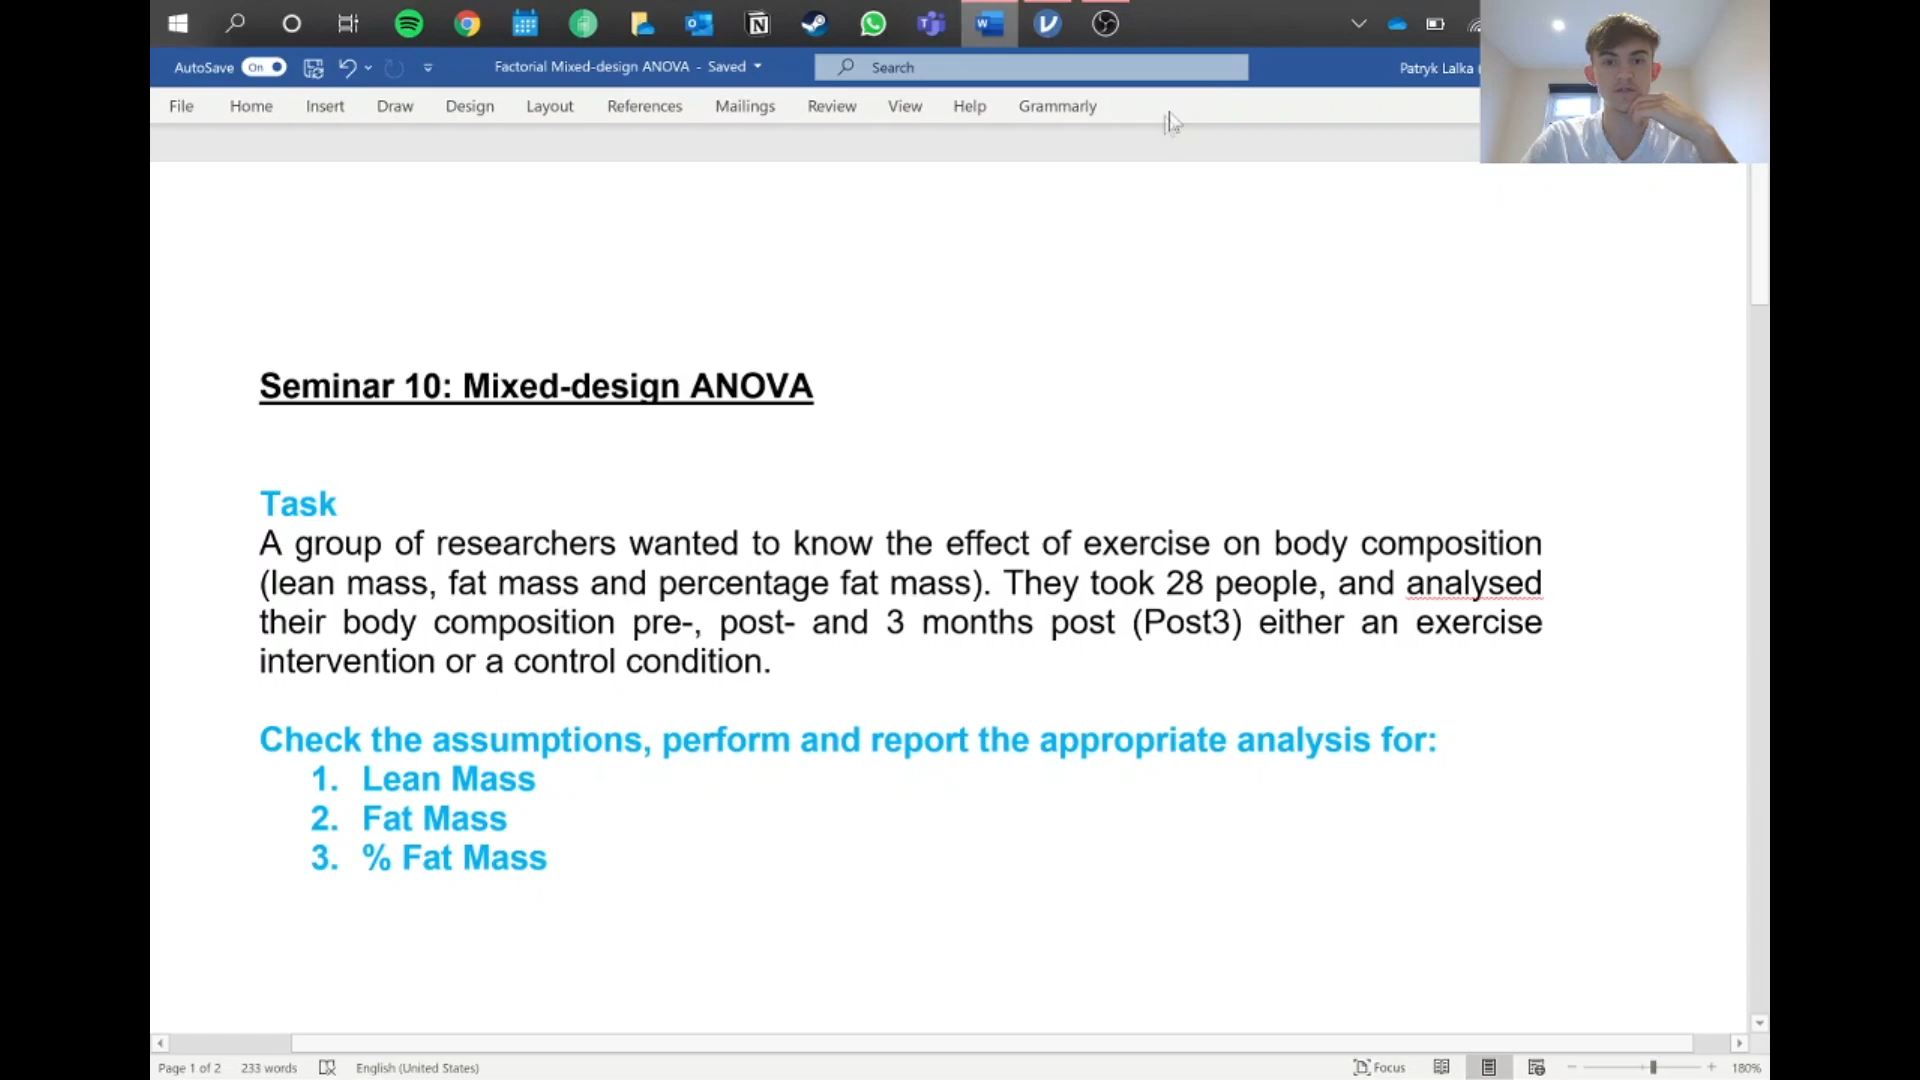 AutoSave On Factorial Mixed-design ANOVA - Saved Search Patryk Lalka
File Home Insert Draw Design Layout References Mailings Review View Help Grammarly
Seminar 10: Mixed-design ANOVA
Task
A group of researchers wanted to know the effect of exercise on body composition
(lean mass, fat mass and percentage fat mass). They took 28 people, and analysed
their body composition pre-, post- and 3 months post (Post3) either an exercise
intervention or a control condition.
Check the assumptions, perform and report the appropriate analysis for:
1. Lean Mass
2. Fat Mass
3. % Fat Mass
Page 1 of 2 233 words English (United States) Focus 180%